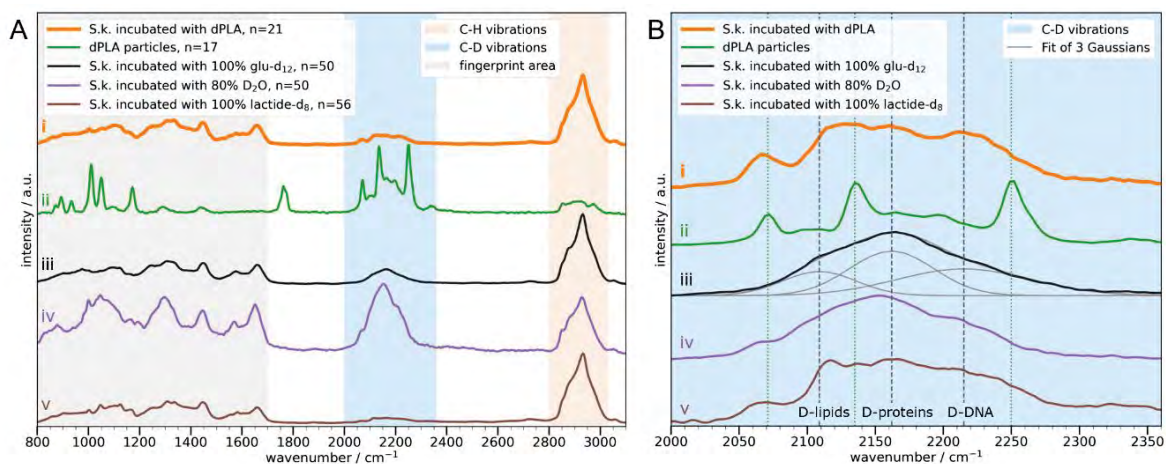 A
S.k. incubated with dPLA, n=21
dPLA particles, n=17
S.k. incubated with 100% glu-d₁₂, n=50
S.k. incubated with 80% D₂O, n=50
S.k. incubated with 100% lactide-d₈, n=56
C-H vibrations
C-D vibrations
fingerprint area
i
ii
iii
iv
v
intensity / a.u.
800 1000 1200 1400 1600 1800 2000 2200 2400 2600 2800 3000
wavenumber / cm⁻¹
B
S.k. incubated with dPLA
dPLA particles
S.k. incubated with 100% glu-d₁₂
S.k. incubated with 80% D₂O
S.k. incubated with 100% lactide-d₈
C-D vibrations
Fit of 3 Gaussians
i
ii
iii
iv
v
D-lipids D-proteins D-DNA
intensity / a.u.
2000 2050 2100 2150 2200 2250 2300 2350
wavenumber / cm⁻¹